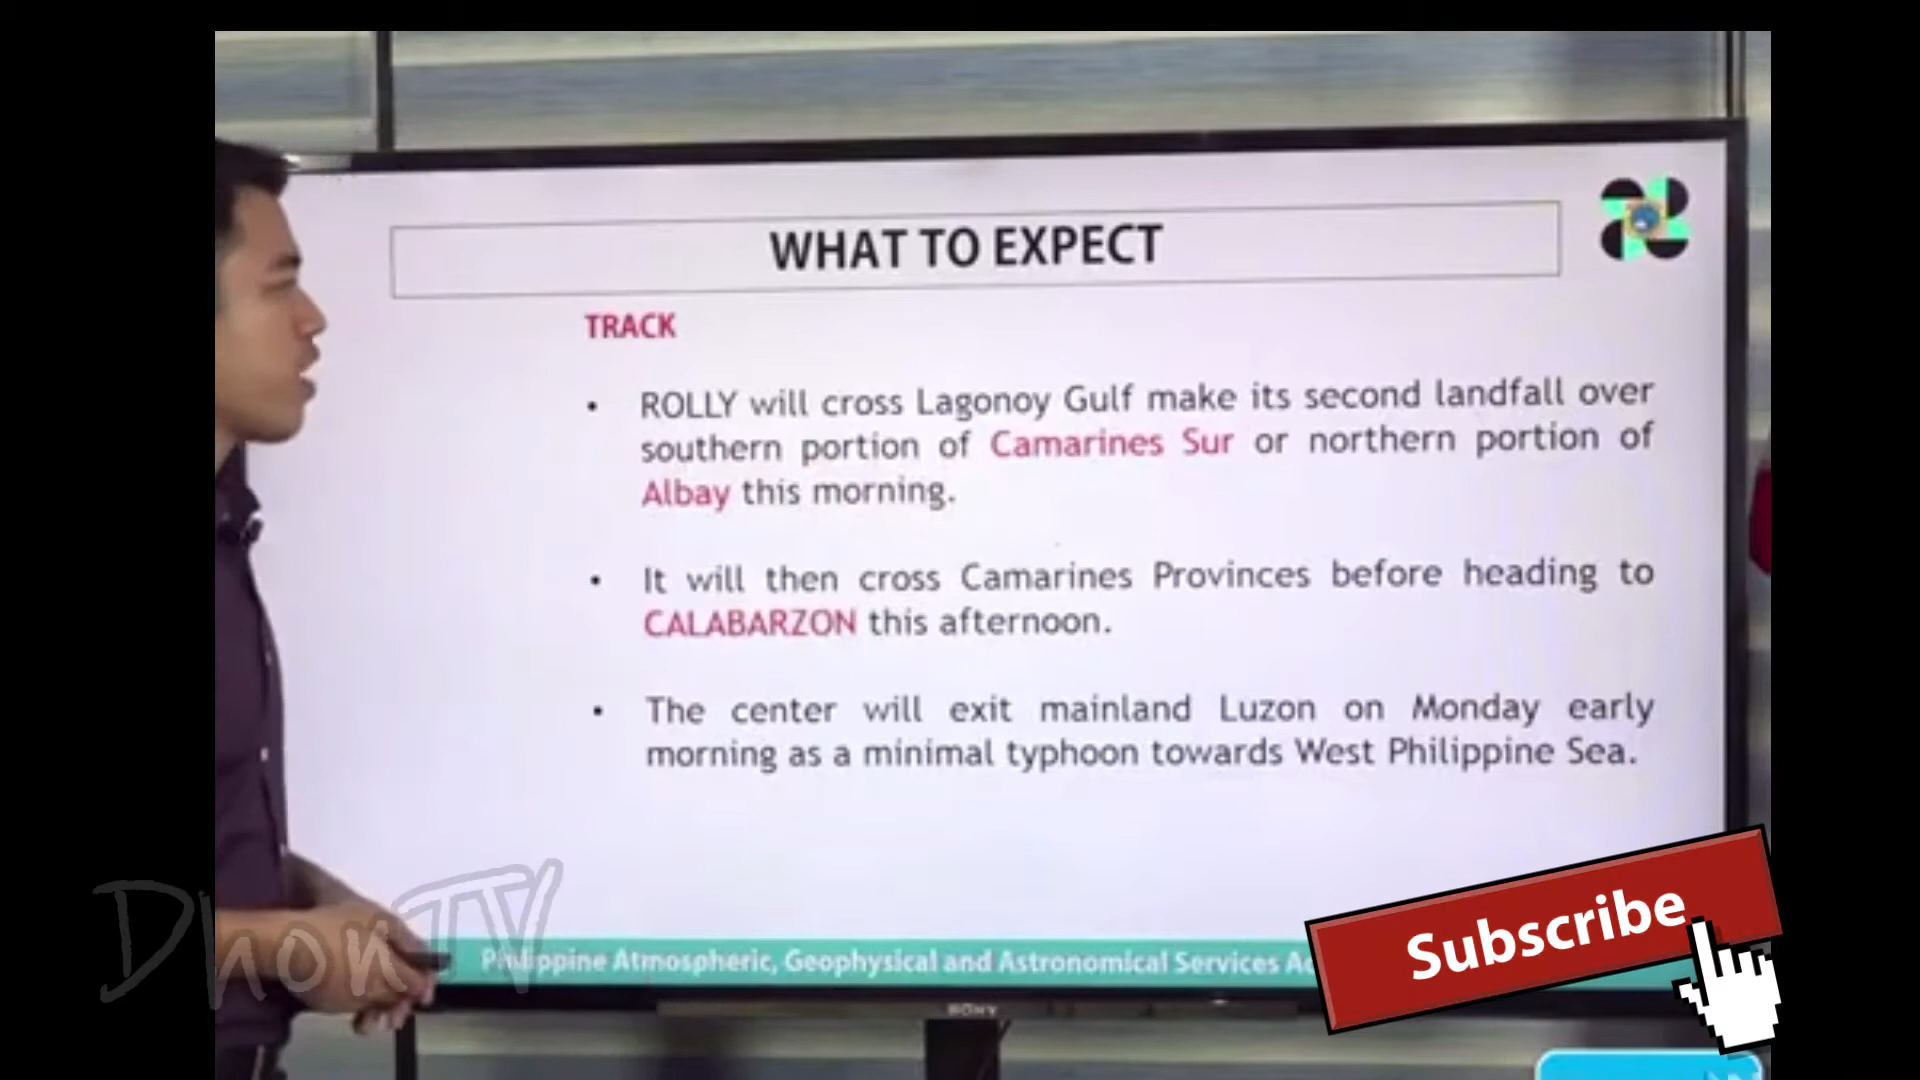 WHAT TO EXPECT
TRACK
• ROLLY will cross Lagonoy Gulf make its second landfall over
southern portion of Camarines Sur or northern portion of
Albay this morning.
• It will then cross Camarines Provinces before heading to
CALABARZON this afternoon.
• The center will exit mainland Luzon on Monday early
morning as a minimal typhoon towards West Philippine Sea.
DhonTV
Philippine Atmospheric, Geophysical and Astronomical Services
Subscribe
SONY